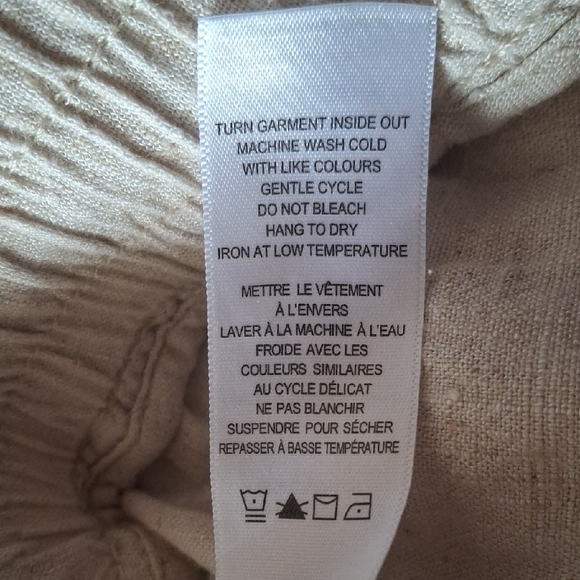 TURN GARMENT INSIDE OUT
MACHINE WASH COLD
WITH LIKE COLOURS
GENTLE CYCLE
DO NOT BLEACH
HANG TO DRY
IRON AT LOW TEMPERATURE
METTRE LE VÊTEMENT
À L'ENVERS
LAVER À LA MACHINE À L'EAU
FROIDE AVEC LES
COULEURS SIMILAIRES
AU CYCLE DÉLICAT
NE PAS BLANCHIR
SUSPENDRE POUR SÉCHER
REPASSER À BASSE TEMPÉRATURE